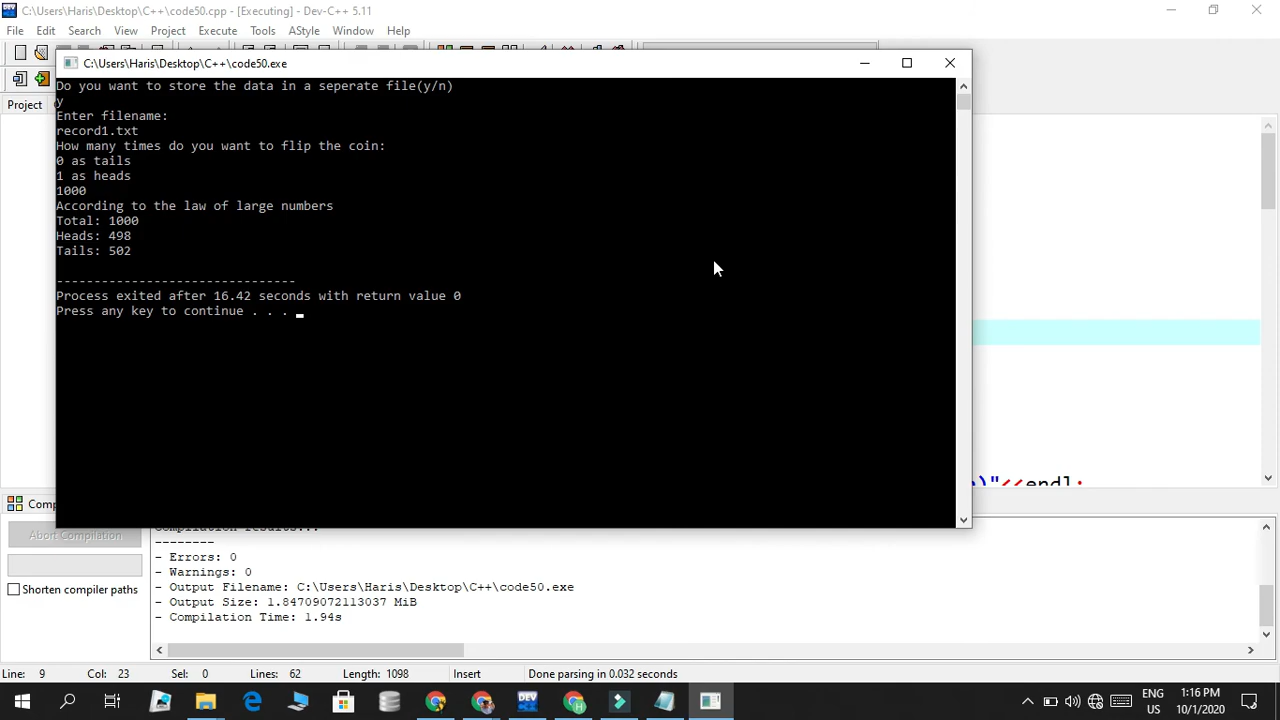 C:\Users\Haris\Desktop\C++\code50.cpp - [Executing] - Dev-C++ 5.11
File Edit Search View Project Execute Tools AStyle Window Help
C:\Users\Haris\Desktop\C++\code50.exe
Project
Do you want to store the data in a seperate file(y/n)
y
Enter filename:
record1.txt
How many times do you want to flip the coin:
0 as tails
1 as heads
1000
According to the law of large numbers
Total: 1000
Heads: 498
Tails: 502
--------------------------------
Process exited after 16.42 seconds with return value 0
Press any key to continue . . .
)"<<endl;
Abort Compilation
Shorten compiler paths
Compilation results...
--------
- Errors: 0
- Warnings: 0
- Output Filename: C:\Users\Haris\Desktop\C++\code50.exe
- Output Size: 1.84709072113037 MiB
- Compilation Time: 1.94s
Line: 9 Col: 23 Sel: 0 Lines: 62 Length: 1098 Insert Done parsing in 0.032 seconds
DEV
H
ENG
US
1:16 PM
10/1/2020